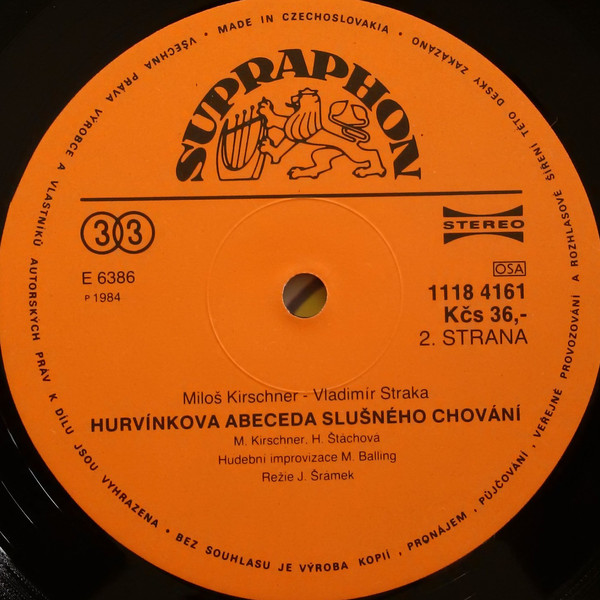 • MADE IN CZECHOSLOVAKIA •
VŠECHNA PRÁVA VÝROBCE A VLASTNÍKŮ AUTORSKÝCH PRÁV K DÍLU JSOU VYHRAZENA • BEZ SOUHLASU JE VÝROBA KOPIÍ, PRONÁJEM, PŮJČOVÁNÍ, VEŘEJNÉ PROVOZOVÁNÍ A ROZHLASOVÉ ŠÍŘENÍ TÉTO DESKY ZAKÁZÁNO
SUPRAPHON
33
STEREO
E 6386
P 1984
OSA
1118 4161
Kčs 36,-
2. STRANA
Miloš Kirschner - Vladimír Straka
HURVÍNKOVA ABECEDA SLUŠNÉHO CHOVÁNÍ
M. Kirschner, H. Štáchová
Hudební improvizace M. Balling
Režie J. Šrámek